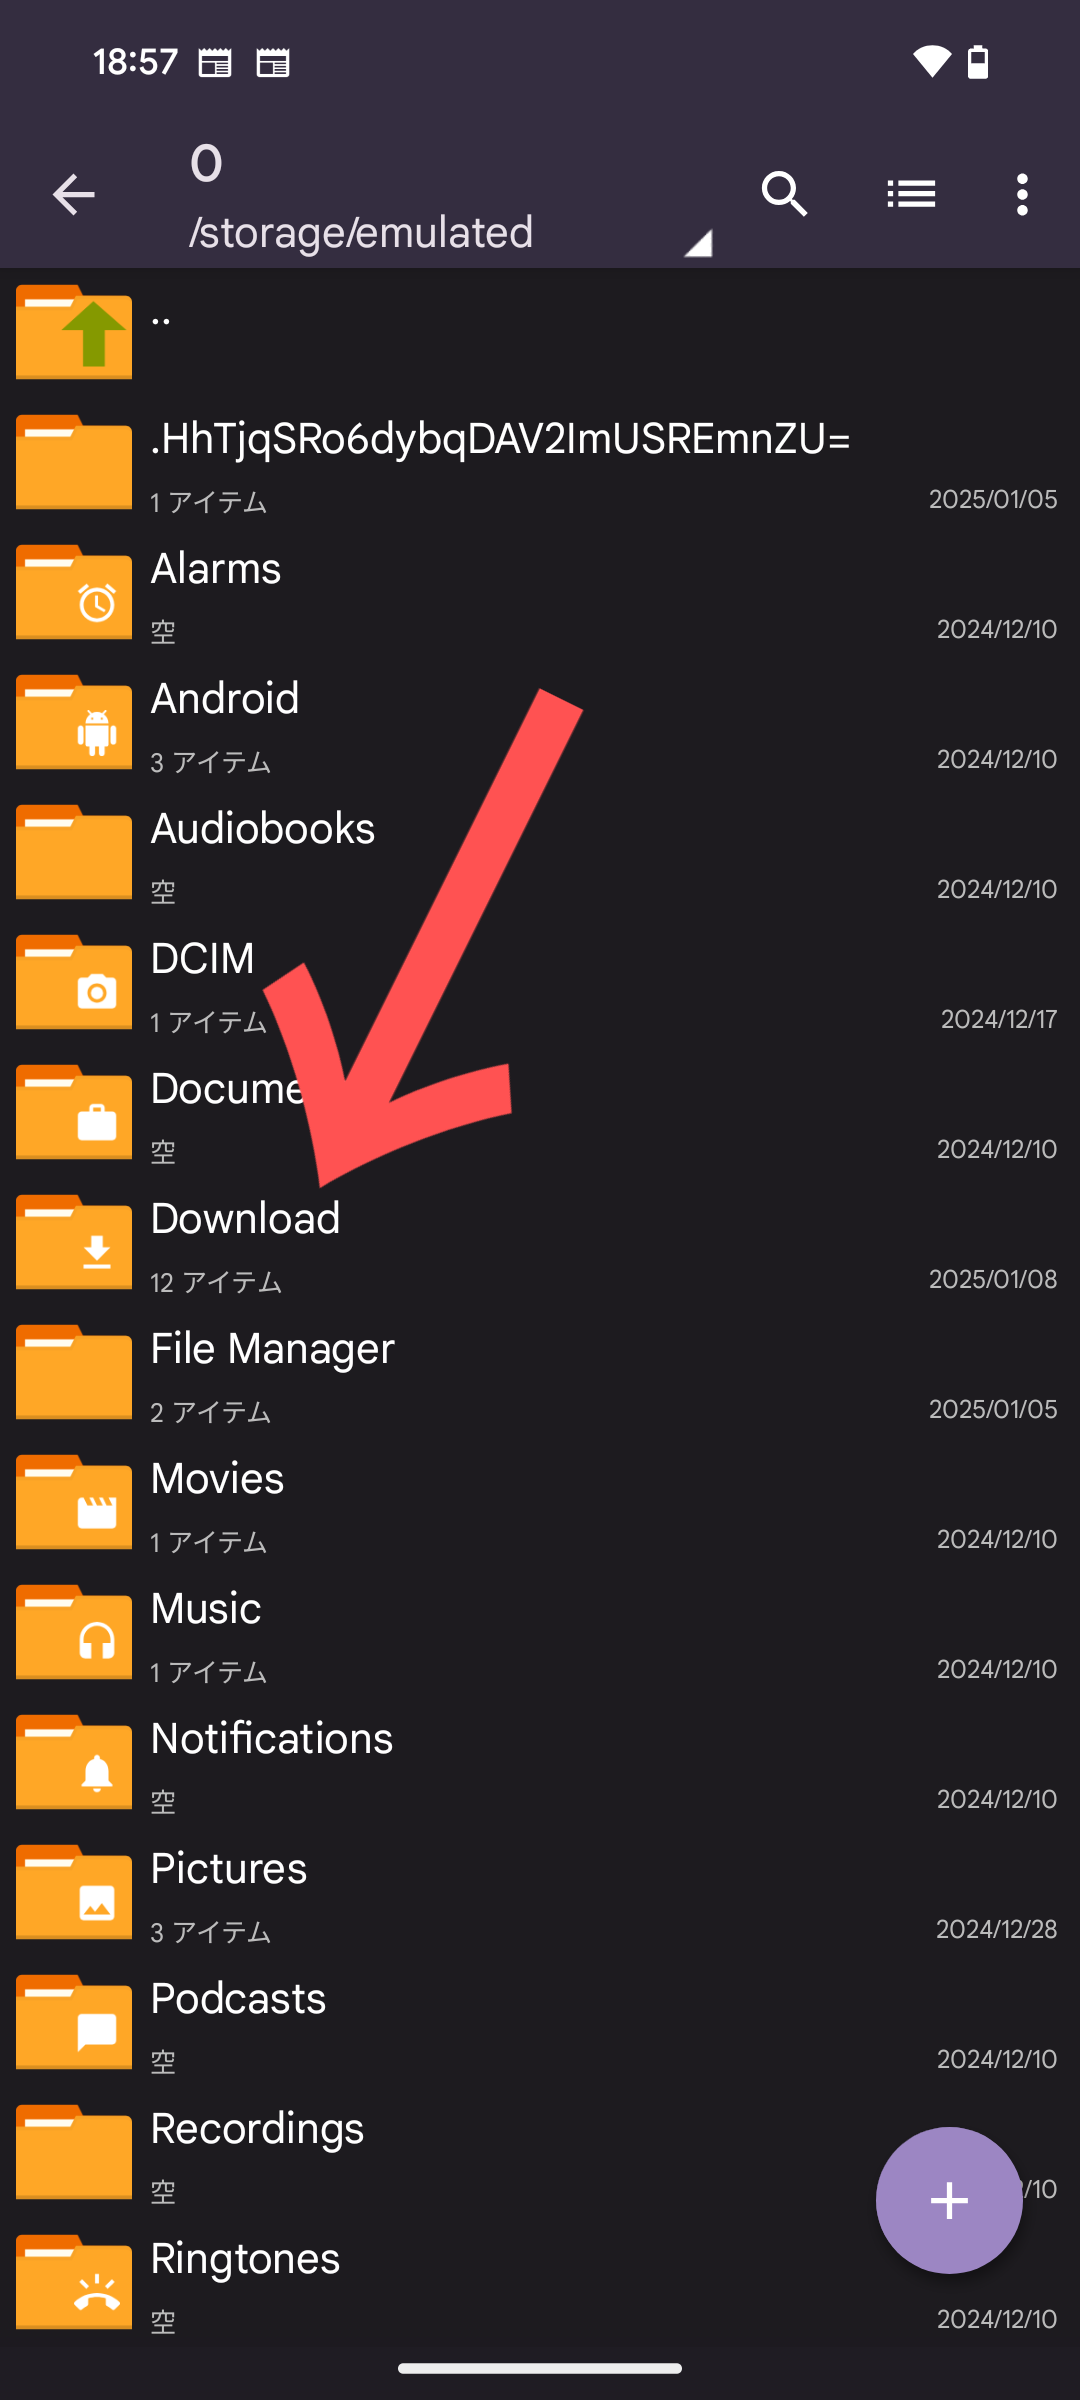 18:57
0
/storage/emulated
..
.HhTjqSRo6dybqDAV2ImUSREmnZU=
1 アイテム 2025/01/05
Alarms
空 2024/12/10
Android
3 アイテム 2024/12/10
Audiobooks
空 2024/12/10
DCIM
1 アイテム 2024/12/17
Docume
空 2024/12/10
Download
12 アイテム 2025/01/08
File Manager
2 アイテム 2025/01/05
Movies
1 アイテム 2024/12/10
Music
1 アイテム 2024/12/10
Notifications
空 2024/12/10
Pictures
3 アイテム 2024/12/28
Podcasts
空 2024/12/10
Recordings
空 /10
Ringtones
空 2024/12/10